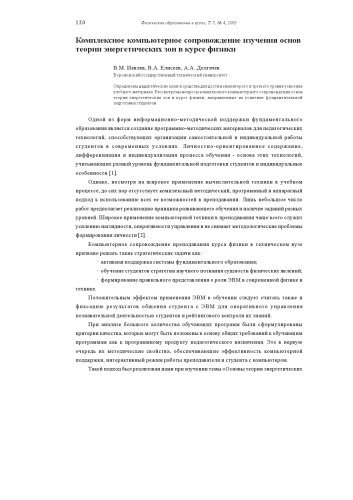 120
Физическое образование в вузах, Т. 7, № 4, 2001
Комплексное компьютерное сопровождение изучения основ
теории энергетических зон в курсе физики
В.М. Иевлев, В.А. Елисеев, А.А. Долгачев
Воронежский государственный технический университет
учебного материала. Рассмотрены вопросы комплексного компьютерного сопровождения основ
теории энергетических зон в курсе физики, направленные на усиление фундаментальной
подготовки студентов.
Одной из форм информационно-методической поддержки фундаментального
образования является создание программно-методических материалов для педагогических
технологий, способствующих организации самостоятельной и индивидуальной работы
студентов в современных условиях. Личностно-ориентированное содержание,
дифференциация и индивидуализация процесса обучения - основа этих технологий,
учитывающих разный уровень фундаментальной подготовки студентов и индивидуальные
особенности [1].
Однако, несмотря на широкое применение вычислительной техники в учебном
процессе, до сих пор отсутствует комплексный методический, программный и аппаратный
подход к использованию всех ее возможностей в преподавании. Лишь небольшое число
работ предполагает реализацию принципа развивающего обучения и наличие заданий разных
уровней. Широкое применение компьютерной техники в преподавании чаще всего служит
усилению наглядности, оперативности управления и не снимает методологические проблемы
формирования личности [2].
Компьютерное сопровождение преподавания курса физики в техническом вузе
призвано решать такие стратегические задачи как:
- активная поддержка системы фундаментального образования;
- обучение студентов стратегии научного познания сущности физических явлений;
- формирование правильного представления о роли ЭВМ в современной физике и
технике.
Положительным эффектом применения ЭВМ в обучении следует считать также и
фиксацию результатов общения студента с ЭВМ для оперативного управления
познавательной деятельностью студентов и рейтингового контроля их знаний.
При анализе большого количества обучающих программ были сформулированы
критерии качества, которые могут быть положены в основу общих требований к обучающим
программам как к программному продукту педагогического назначения. Это в первую
очередь их методические свойства, обеспечивающие эффективность компьютерной
поддержки, интерактивный режим работы преподавателя и студента с компьютером.
Такой подход был реализован нами при изучении темы «Основы теории энергетических